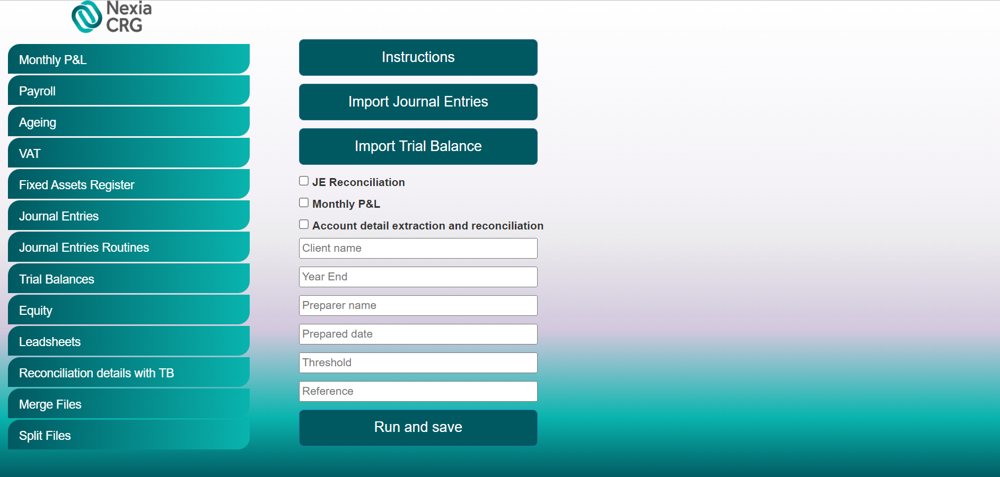 Nexia
CRG
Monthly P&L
Payroll
Ageing
VAT
Fixed Assets Register
Journal Entries
Journal Entries Routines
Trial Balances
Equity
Leadsheets
Reconciliation details with TB
Merge Files
Split Files
Instructions
Import Journal Entries
Import Trial Balance
JE Reconciliation
Monthly P&L
Account detail extraction and reconciliation
Client name
Year End
Preparer name
Prepared date
Threshold
Reference
Run and save